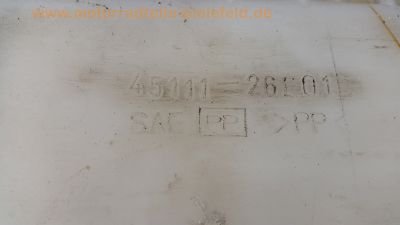 www.motorradteile-bielefeld.de
45111-26E01
SAE PP >PP